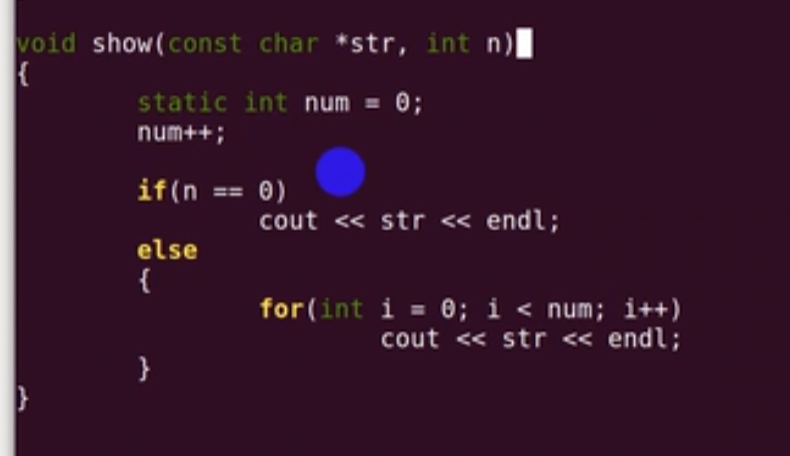 void show(const char *str, int n)
{
static int num = 0;
num++;
if(n == 0)
cout << str << endl;
else
{
for(int i = 0; i < num; i++)
cout << str << endl;
}
}